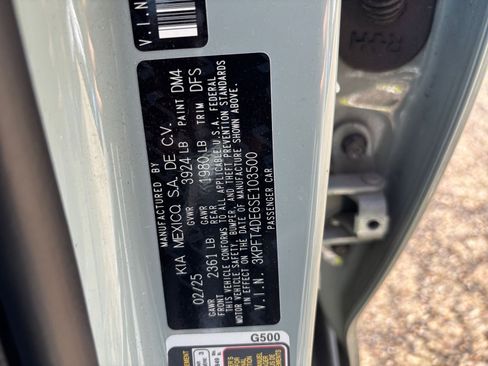 V.I.N
MANUFACTURED BY
KIA MEXICO, S.A. DE C.V.
GVWR 3924 LB PAINT DM4
02/25 GAWR REAR 1980 LB TRIM DFS
GAWR 2361 LB
THIS VEHICLE CONFORMS TO ALL APPLICABLE U.S.A. FEDERAL
MOTOR VEHICLE SAFETY, BUMPER, AND THEFT PREVENTION STANDARDS
IN EFFECT ON THE DATE OF MANUFACTURE SHOWN ABOVE.
V.I.N. 3KPFT4DE6SE103500
PASSENGER CAR
G500